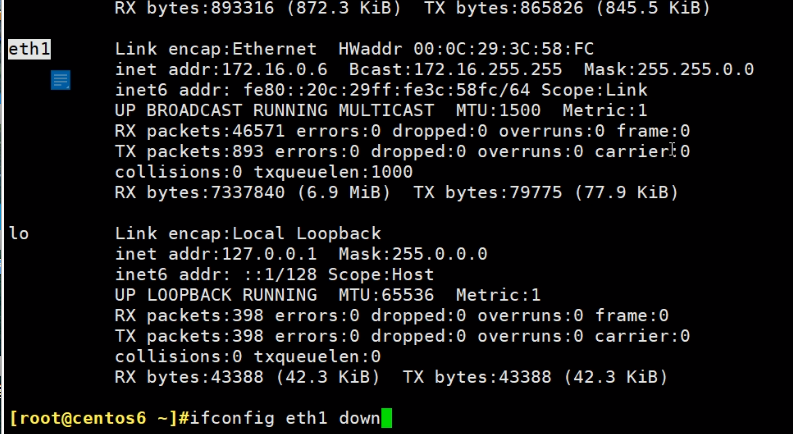 RX bytes:893316 (872.3 KiB)  TX bytes:865826 (845.5 KiB)
eth1      Link encap:Ethernet  HWaddr 00:0C:29:3C:58:FC
inet addr:172.16.0.6  Bcast:172.16.255.255  Mask:255.255.0.0
inet6 addr: fe80::20c:29ff:fe3c:58fc/64 Scope:Link
UP BROADCAST RUNNING MULTICAST  MTU:1500  Metric:1
RX packets:46571 errors:0 dropped:0 overruns:0 frame:0
TX packets:893 errors:0 dropped:0 overruns:0 carrier:0
collisions:0 txqueuelen:1000
RX bytes:7337840 (6.9 MiB)  TX bytes:79775 (77.9 KiB)
lo        Link encap:Local Loopback
inet addr:127.0.0.1  Mask:255.0.0.0
inet6 addr: ::1/128 Scope:Host
UP LOOPBACK RUNNING  MTU:65536  Metric:1
RX packets:398 errors:0 dropped:0 overruns:0 frame:0
TX packets:398 errors:0 dropped:0 overruns:0 carrier:0
collisions:0 txqueuelen:0
RX bytes:43388 (42.3 KiB)  TX bytes:43388 (42.3 KiB)
[root@centos6 ~]#ifconfig eth1 down